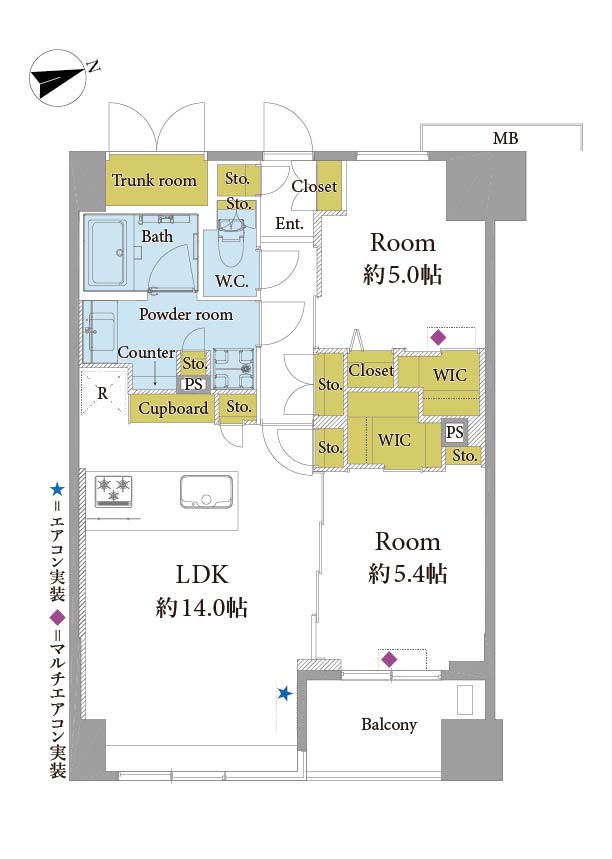 N
MB
Trunk room
Sto.
Closet
Sto.
Ent.
Bath
W.C.
Room
約5.0帖
Powder room
Counter
Sto.
PS
R
Cupboard
Sto.
Sto.
Closet
WIC
WIC
PS
Sto.
Sto.
LDK
約14.0帖
Room
約5.4帖
Balcony
★=エアコン実装 ◆=マルチエアコン実装